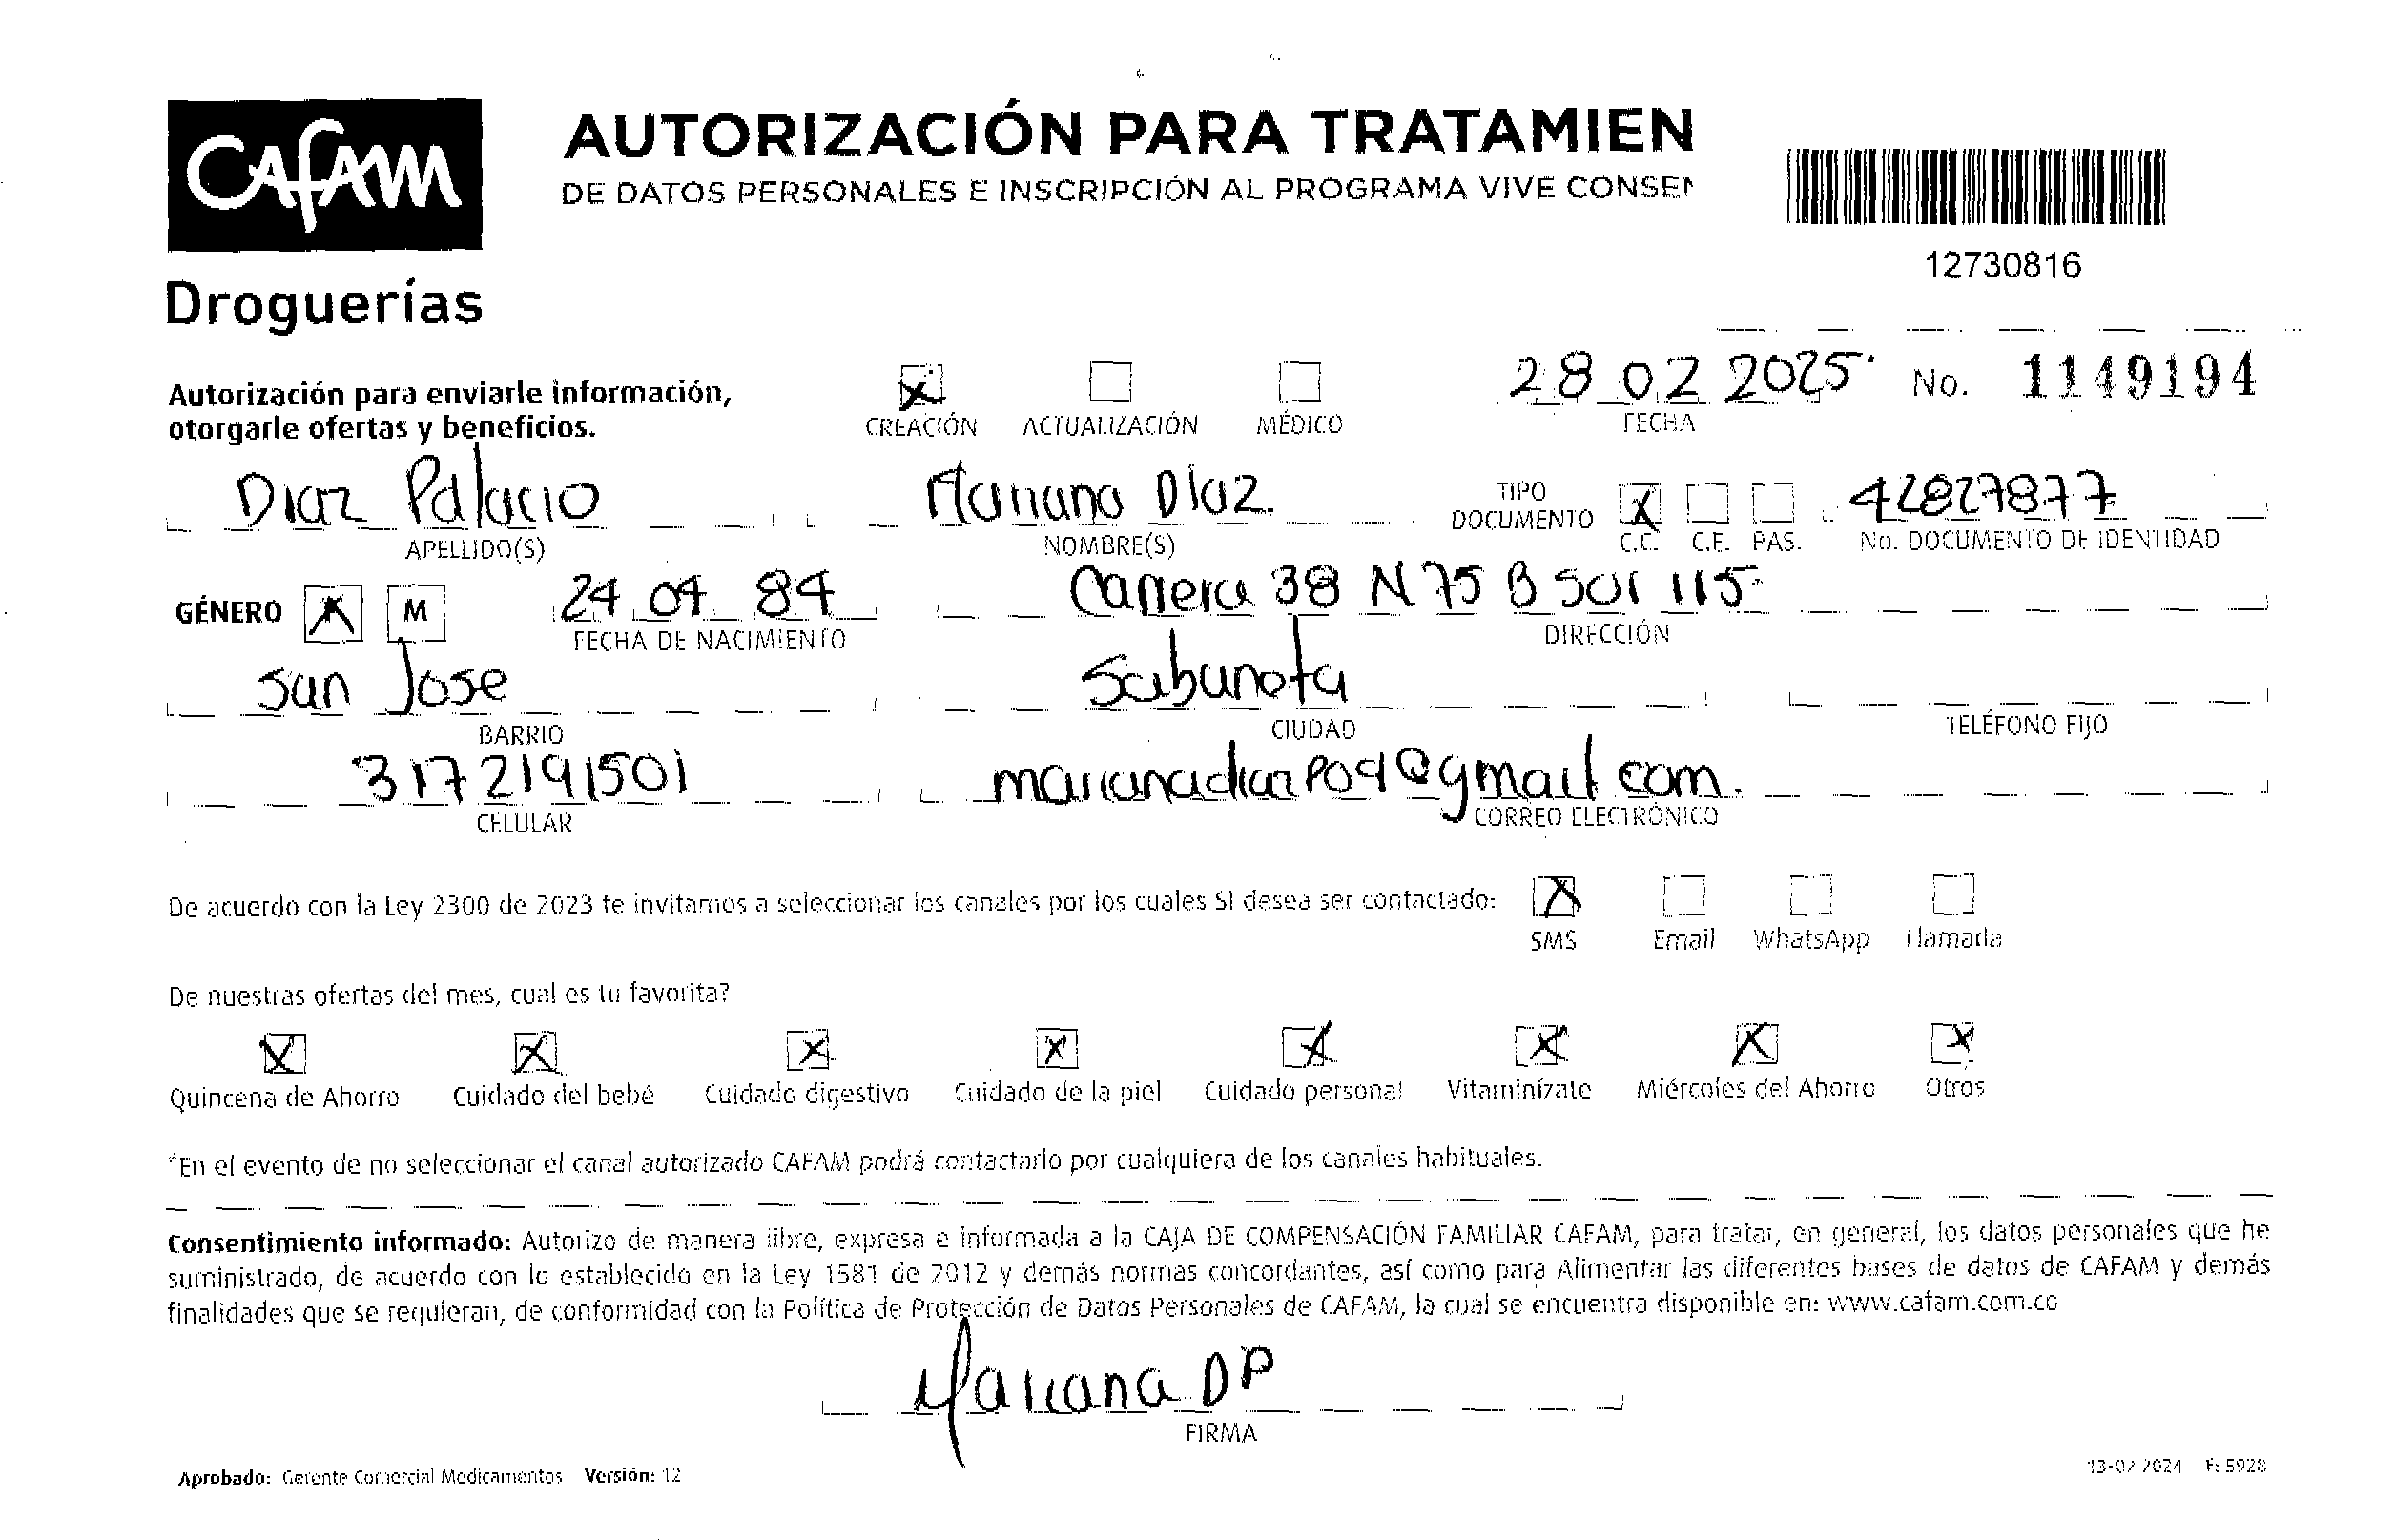 CAFAM
Droguerías
AUTORIZACIÓN PARA TRATAMIEN
DE DATOS PERSONALES E INSCRIPCIÓN AL PROGRAMA VIVE CONSEN
12730816
Autorización para enviarle información,
otorgarle ofertas y beneficios.
CREACIÓN ACTUALIZACIÓN MÉDICO
28 02 2025. No. 1149194
FECHA
Diaz Palacio Mariana Diaz. TIPO DOCUMENTO 42827877
APELLIDO(S) NOMBRE(S) C.C. C.E. PAS. No. DOCUMENTO DE IDENTIDAD
GÉNERO M 24 04 84 Carrera 38 N 75 B sur 115
FECHA DE NACIMIENTO DIRECCIÓN
San Jose Sabaneta
BARRIO CIUDAD TELÉFONO FIJO
3172191501 marianadiazp09@gmail com.
CELULAR CORREO ELECTRÓNICO
De acuerdo con la Ley 2300 de 2023 te invitamos a seleccionar los canales por los cuales SI desea ser contactado:
SMS Email WhatsApp Llamada
De nuestras ofertas del mes, cual es tu favorita?
Quincena de Ahorro Cuidado del bebé Cuidado digestivo Cuidado de la piel Cuidado personal Vitaminízate Miércoles del Ahorro Otros
*En el evento de no seleccionar el canal autorizado CAFAM podrá contactarlo por cualquiera de los canales habituales.
Consentimiento informado: Autorizo de manera libre, expresa e informada a la CAJA DE COMPENSACIÓN FAMILIAR CAFAM, para tratar, en general, los datos personales que he
suministrado, de acuerdo con lo establecido en la Ley 1581 de 2012 y demás normas concordantes, así como para Alimentar las diferentes bases de datos de CAFAM y demás
finalidades que se requieran, de conformidad con la Política de Protección de Datos Personales de CAFAM, la cual se encuentra disponible en: www.cafam.com.co
Mariana DP
FIRMA
Aprobado: Gerente Comercial Medicamentos Versión: 12
13-02 2024 F: 5928